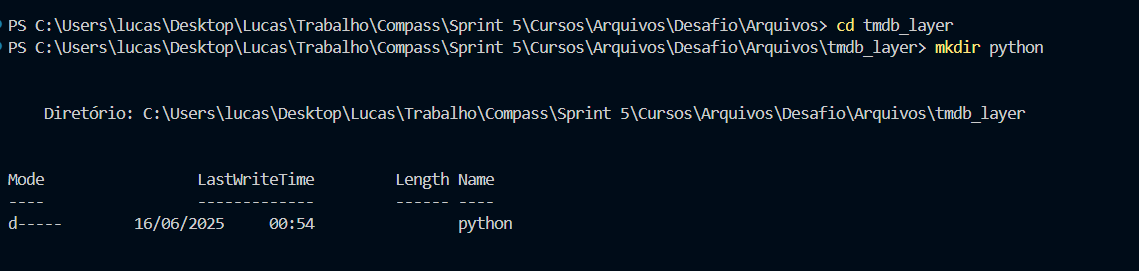 PS C:\Users\lucas\Desktop\Lucas\Trabalho\Compass\Sprint 5\Cursos\Arquivos\Desafio\Arquivos> cd tmdb_layer
PS C:\Users\lucas\Desktop\Lucas\Trabalho\Compass\Sprint 5\Cursos\Arquivos\Desafio\Arquivos\tmdb_layer> mkdir python
Diretório: C:\Users\lucas\Desktop\Lucas\Trabalho\Compass\Sprint 5\Cursos\Arquivos\Desafio\Arquivos\tmdb_layer
Mode                 LastWriteTime         Length Name
----                 -------------         ------ ----
d-----        16/06/2025     00:54                python